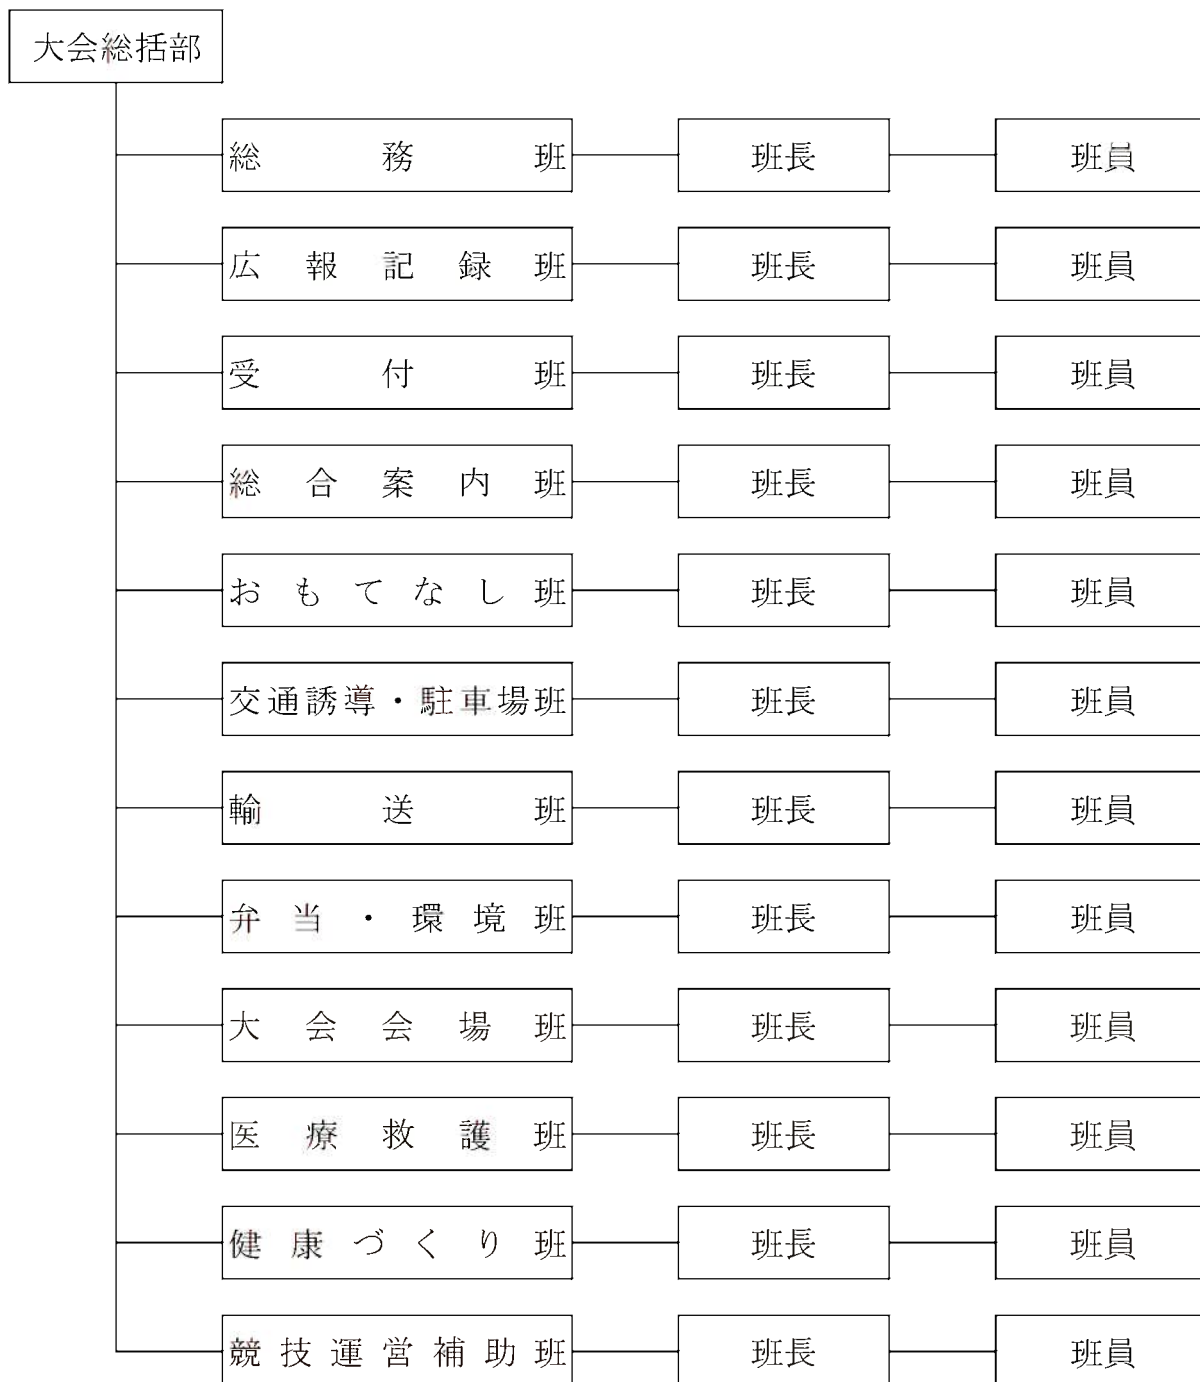 大会総括部
総務班 班長 班員
広報記録班 班長 班員
受付班 班長 班員
総合案内班 班長 班員
おもてなし班 班長 班員
交通誘導・駐車場班 班長 班員
輸送班 班長 班員
弁当・環境班 班長 班員
大会会場班 班長 班員
医療救護班 班長 班員
健康づくり班 班長 班員
競技運営補助班 班長 班員